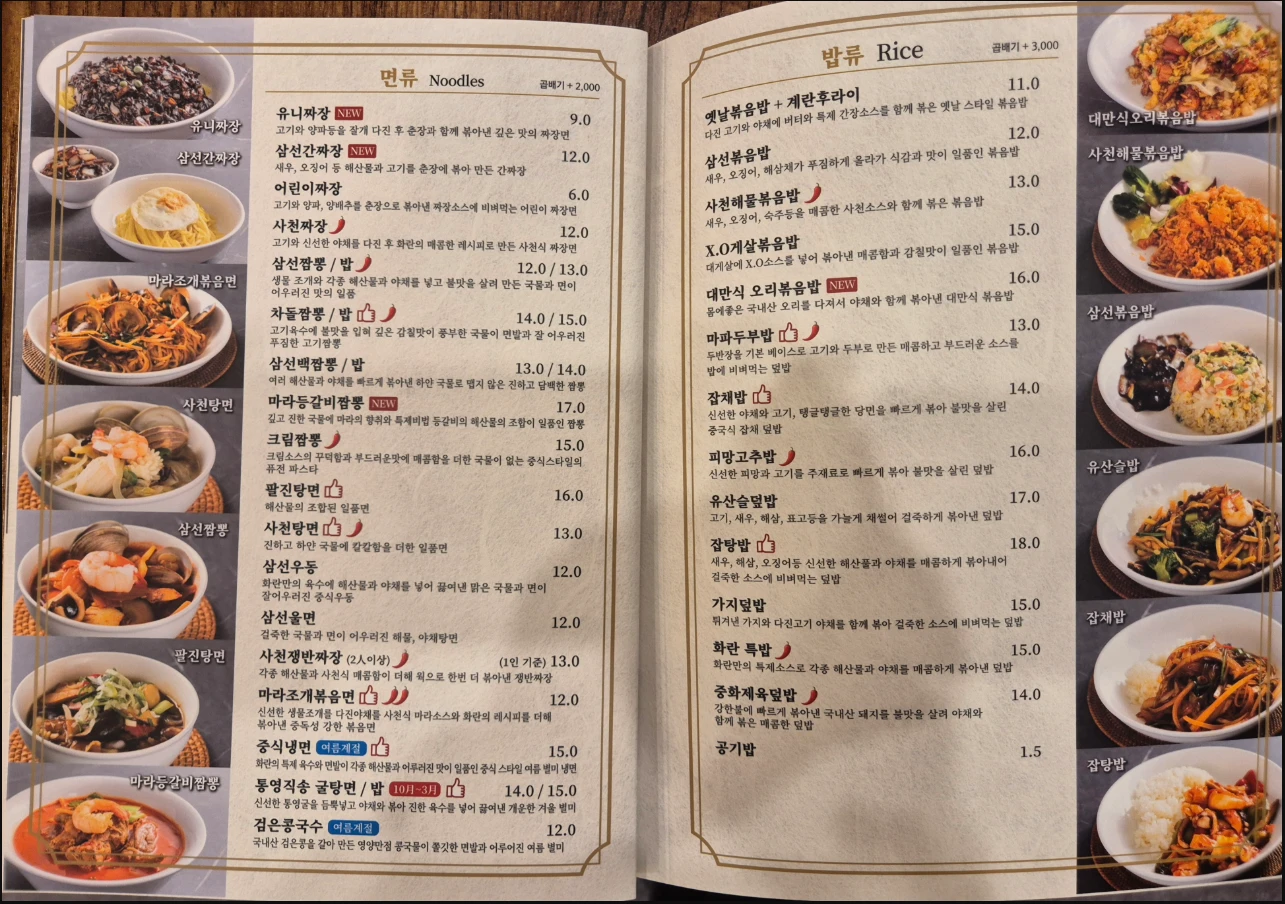 유니짜장
삼선간짜장
마라조개볶음면
사천탕면
삼선짬뽕
팔진탕면
마라등갈비짬뽕
면류 Noodles 곱배기 + 2,000
유니짜장 NEW 9.0
고기와 양파등을 잘게 다진 후 춘장과 함께 볶아낸 깊은 맛의 짜장면
삼선간짜장 NEW 12.0
새우, 오징어 등 해산물과 고기를 춘장에 볶아 만든 간짜장
어린이짜장 6.0
고기와 양파, 양배추를 춘장으로 볶아낸 짜장소스에 비벼먹는 어린이 짜장면
사천짜장 12.0
고기와 신선한 야채를 다진 후 화란의 매콤한 레시피로 만든 사천식 짜장면
삼선짬뽕 / 밥 12.0 / 13.0
생물 조개와 각종 해산물과 야채를 넣고 불맛을 살려 만든 국물과 면이
어우러진 맛의 일품
차돌짬뽕 / 밥 14.0 / 15.0
고기육수에 불맛을 입혀 깊은 감칠맛이 풍부한 국물이 면발과 잘 어우러진
푸짐한 고기짬뽕
삼선백짬뽕 / 밥 13.0 / 14.0
여러 해산물과 야채를 빠르게 볶아낸 하얀 국물로 맵지 않은 진하고 담백한 짬뽕
마라등갈비짬뽕 NEW 17.0
깊고 진한 국물에 마라의 향취와 특제비법 등갈비의 해산물의 조합이 일품인 짬뽕
크림짬뽕 15.0
크림소스의 꾸덕함과 부드러운맛에 매콤함을 더한 국물이 없는 중식스타일의
퓨전 파스타
팔진탕면 16.0
해산물의 조합된 일품면
사천탕면 13.0
진하고 하얀 국물에 칼칼함을 더한 일품면
삼선우동 12.0
화란만의 육수에 해산물과 야채를 넣어 끓여낸 맑은 국물과 면이
잘어우러진 중식우동
삼선울면 12.0
걸죽한 국물과 면이 어우러진 해물, 야채탕면
사천쟁반짜장 (2人이상) (1인 기준) 13.0
각종 해산물과 사천식 매콤함이 더해 웍으로 한번 더 볶아낸 쟁반짜장
마라조개볶음면 12.0
신선한 생물조개를 다진야채를 사천식 마라소스와 화란의 레시피를 더해
볶아낸 중독성 강한 볶음면
중식냉면 여름계절 15.0
화란의 특제 육수와 면발이 각종 해산물과 어루러진 맛이 일품인 중식 스타일 여름 별미 냉면
통영직송 굴탕면 / 밥 10月~3月 14.0 / 15.0
신선한 통영굴을 듬뿍넣고 야채와 볶아 진한 육수를 넣어 끓여낸 개운한 겨울 별미
검은콩국수 여름계절 12.0
국내산 검은콩을 갈아 만든 영양만점 콩국물이 쫄깃한 면발과 어루어진 여름 별미
밥류 Rice 곱배기 + 3,000
옛날볶음밥 + 계란후라이 11.0
다진 고기와 야채에 버터와 특제 간장소스를 함께 볶은 옛날 스타일 볶음밥
삼선볶음밥 12.0
새우, 오징어, 해삼채가 푸짐하게 올라가 식감과 맛이 일품인 볶음밥
사천해물볶음밥 13.0
새우, 오징어, 숙주등을 매콤한 사천소스와 함께 볶은 볶음밥
X.O게살볶음밥 15.0
대게살에 X.O소스를 넣어 볶아낸 매콤함과 감칠맛이 일품인 볶음밥
대만식 오리볶음밥 NEW 16.0
몸에좋은 국내산 오리를 다져서 야채와 함께 볶아낸 대만식 볶음밥
마파두부밥 13.0
두반장을 기본 베이스로 고기와 두부로 만든 매콤하고 부드러운 소스를
밥에 비벼먹는 덮밥
잡채밥 14.0
신선한 야채와 고기, 탱글탱글한 당면을 빠르게 볶아 불맛을 살린
중국식 잡채 덮밥
피망고추밥 16.0
신선한 피망과 고기를 주재료로 빠르게 볶아 불맛을 살린 덮밥
유산슬덮밥 17.0
고기, 새우, 해삼, 표고등을 가늘게 채썰어 걸죽하게 볶아낸 덮밥
잡탕밥 18.0
새우, 해삼, 오징어등 신선한 해산풀과 야채를 매콤하게 볶아내어
걸죽한 소스에 비벼먹는 덮밥
가지덮밥 15.0
튀겨낸 가지와 다진고기 야채를 함께 볶아 걸죽한 소스에 비벼먹는 덮밥
화란 특밥 15.0
화란만의 특제소스로 각종 해산물과 야채를 매콤하게 볶아낸 덮밥
중화제육덮밥 14.0
강한불에 빠르게 볶아낸 국내산 돼지를 불맛을 살려 야채와
함께 볶은 매콤한 덮밥
공기밥 1.5
대만식오리볶음밥
사천해물볶음밥
삼선볶음밥
유산슬밥
잡채밥
잡탕밥